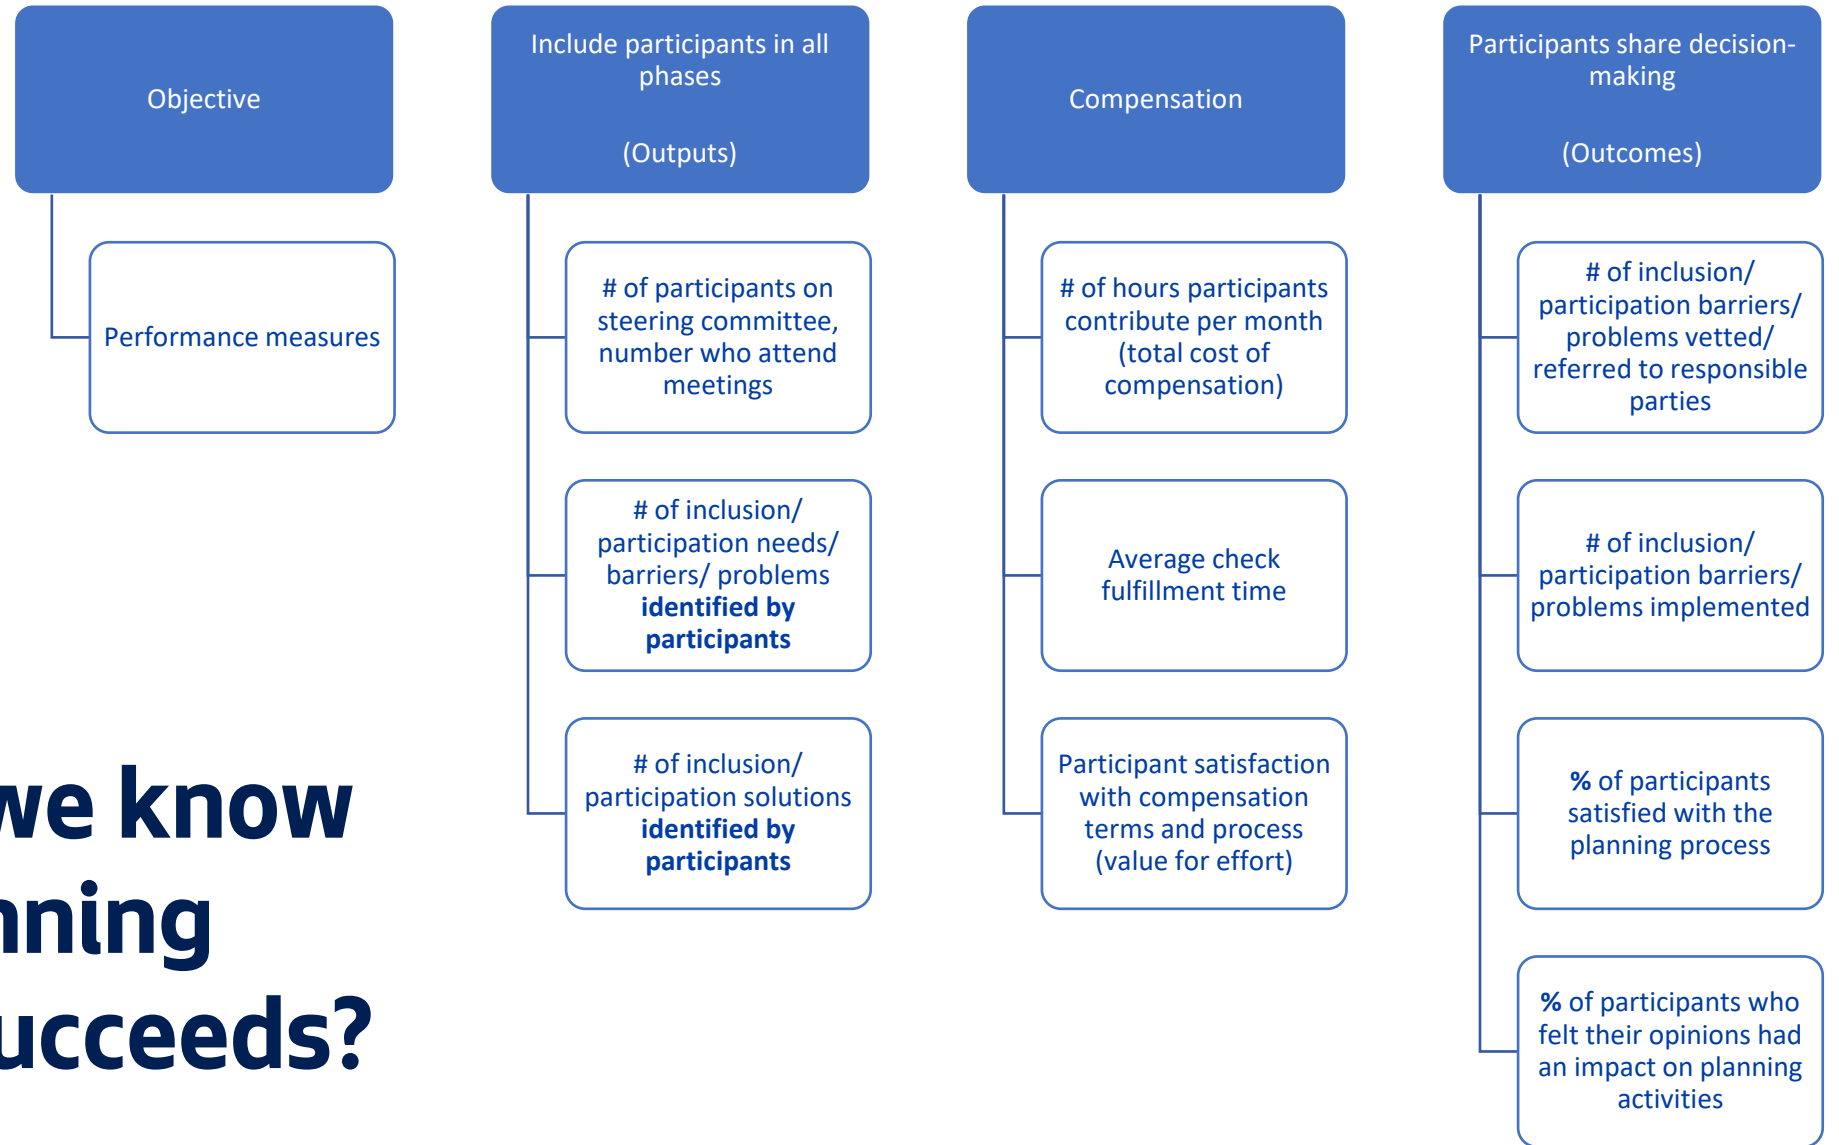 Objective
Performance measures
Include participants in all
phases
(Outputs)
# of participants on
steering committee,
number who attend
meetings
# of inclusion/
participation needs/
barriers/ problems
identified by
participants
# of inclusion/
participation solutions
identified by
participants
Compensation
# of hours participants
contribute per month
(total cost of
compensation)
Average check
fulfillment time
Participant satisfaction
with compensation
terms and process
(value for effort)
Participants share decision-
making
(Outcomes)
# of inclusion/
participation barriers/
problems vetted/
referred to responsible
parties
# of inclusion/
participation barriers/
problems implemented
% of participants
satisfied with the
planning process
% of participants who
felt their opinions had
an impact on planning
activities
we know
nning
ucceeds?